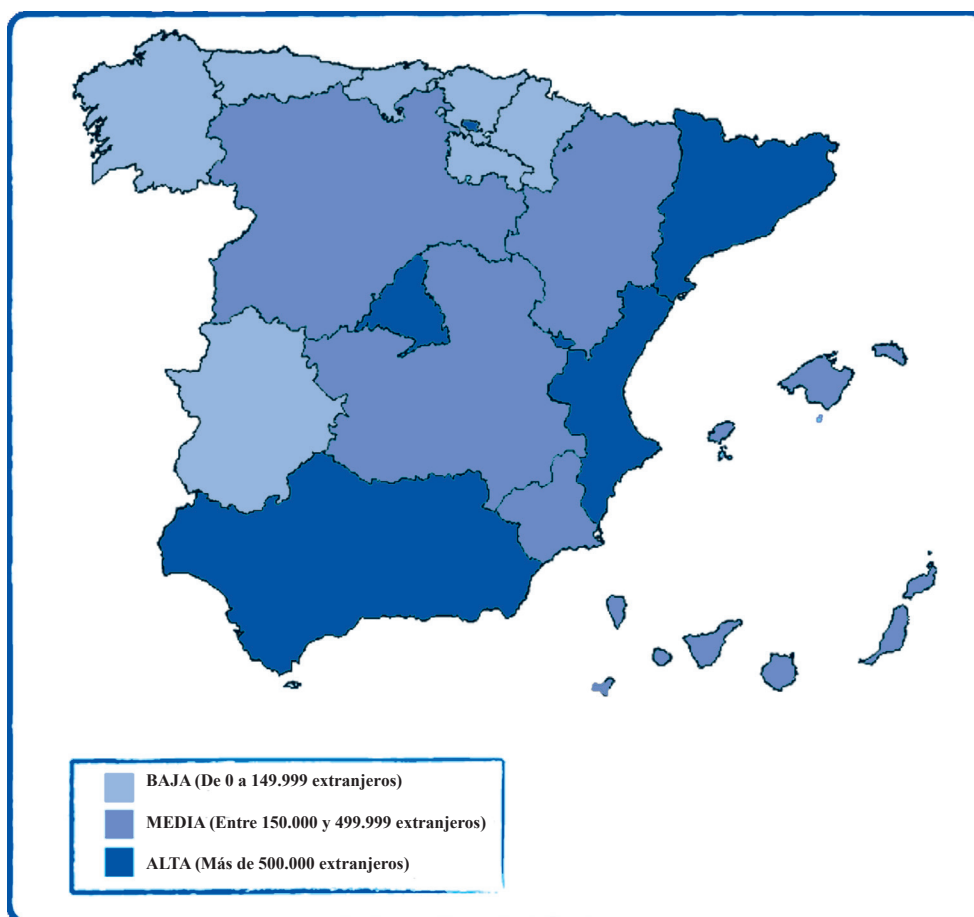 BAJA (De 0 a 149.999 extranjeros)
MEDIA (Entre 150.000 y 499.999 extranjeros)
ALTA (Más de 500.000 extranjeros)